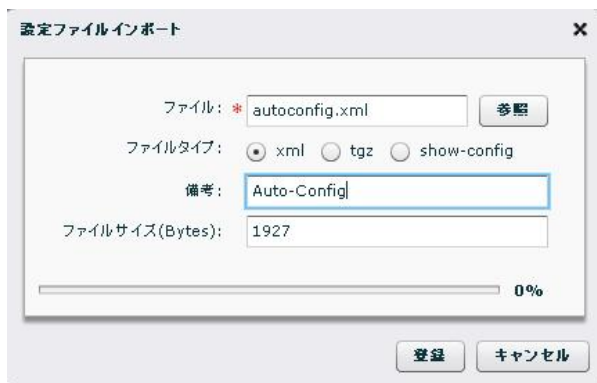 設定ファイルインポート
ファイル: * autoconfig.xml 参照
ファイルタイプ: xml tgz show-config
備考: Auto-Config
ファイルサイズ(Bytes): 1927
0%
登録 キャンセル